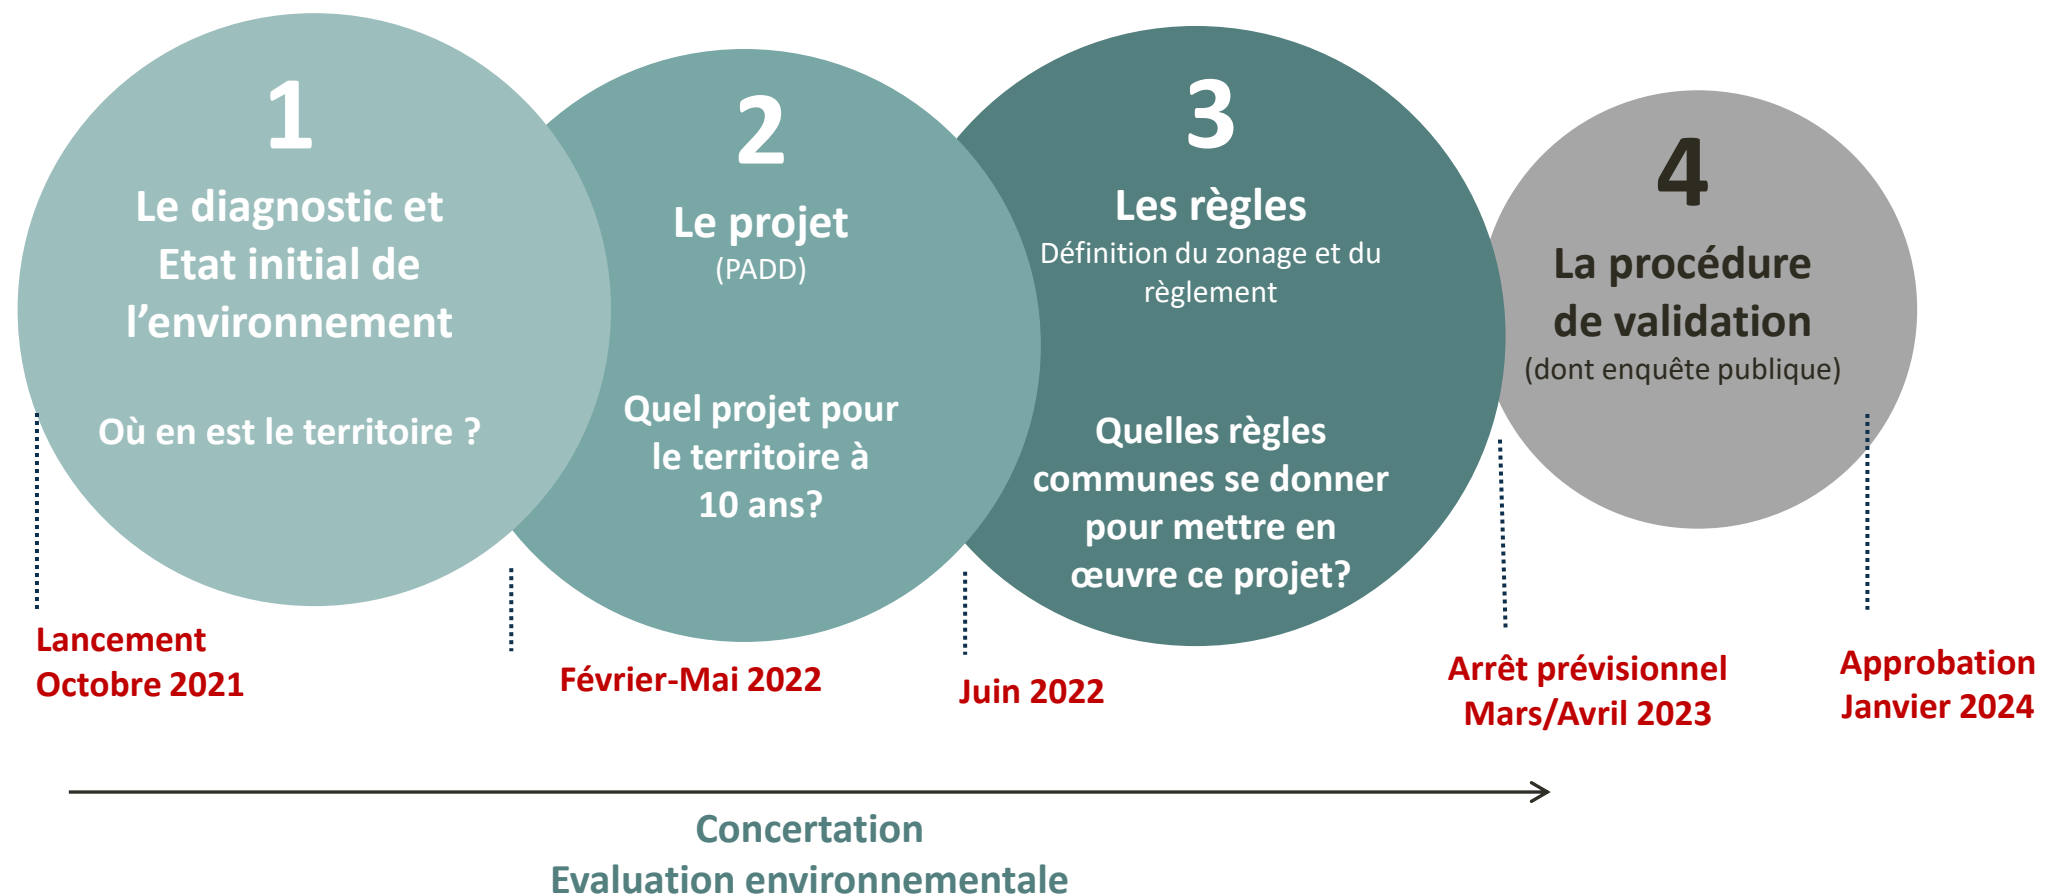 1
Le diagnostic et
Etat initial de
l’environnement
Où en est le territoire ?
2
Le projet
(PADD)
Quel projet pour
le territoire à
10 ans?
3
Les règles
Définition du zonage et du
règlement
Quelles règles
communes se donner
pour mettre en
œuvre ce projet?
4
La procédure
de validation
(dont enquête publique)
Lancement
Octobre 2021
Février-Mai 2022
Juin 2022
Arrêt prévisionnel
Mars/Avril 2023
Approbation
Janvier 2024
Concertation
Evaluation environnementale